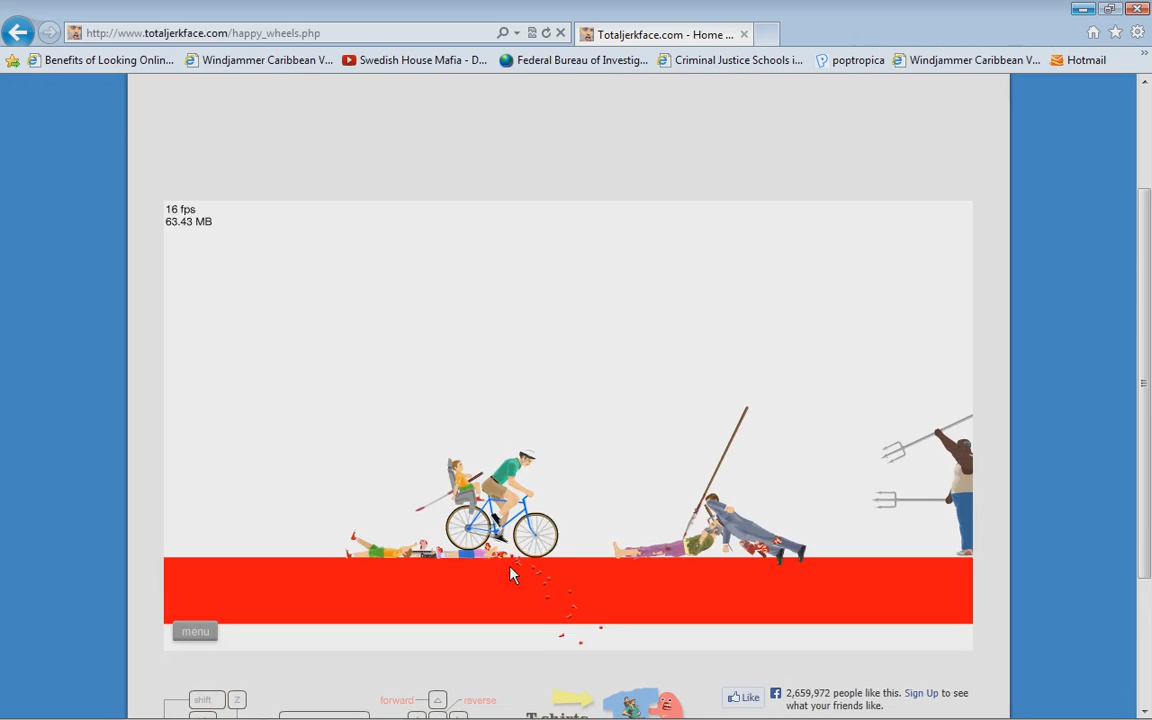 http://www.totaljerkface.com/happy_wheels.php
Totaljerkface.com - Home ...
Benefits of Looking Onlin...
Windjammer Caribbean V...
Swedish House Mafia - D...
Federal Bureau of Investig...
Criminal Justice Schools i...
poptropica
Windjammer Caribbean V...
Hotmail
16 fps
63.43 MB
menu
shift
Z
forward
reverse
T-shirts
Like
2,659,972 people like this. Sign Up to see
what your friends like.